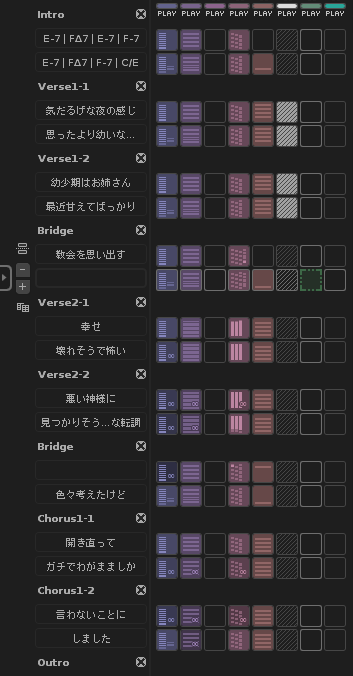 Intro
PLAY PLAY PLAY PLAY PLAY PLAY PLAY PLAY
E-7 | FΔ7 | E-7 | F-7
E-7 | FΔ7 | F-7 | C/E
Verse1-1
気だるげな夜の感じ
思ったより幼いな...
Verse1-2
幼少期はお姉さん
最近甘えてばっかり
Bridge
教会を思い出す
Verse2-1
幸せ
壊れそうで怖い
Verse2-2
悪い神様に
見つかりそう...な転調
Bridge
色々考えたけど
Chorus1-1
開き直って
ガチでわがままじか
Chorus1-2
言わないことに
しました
Outro